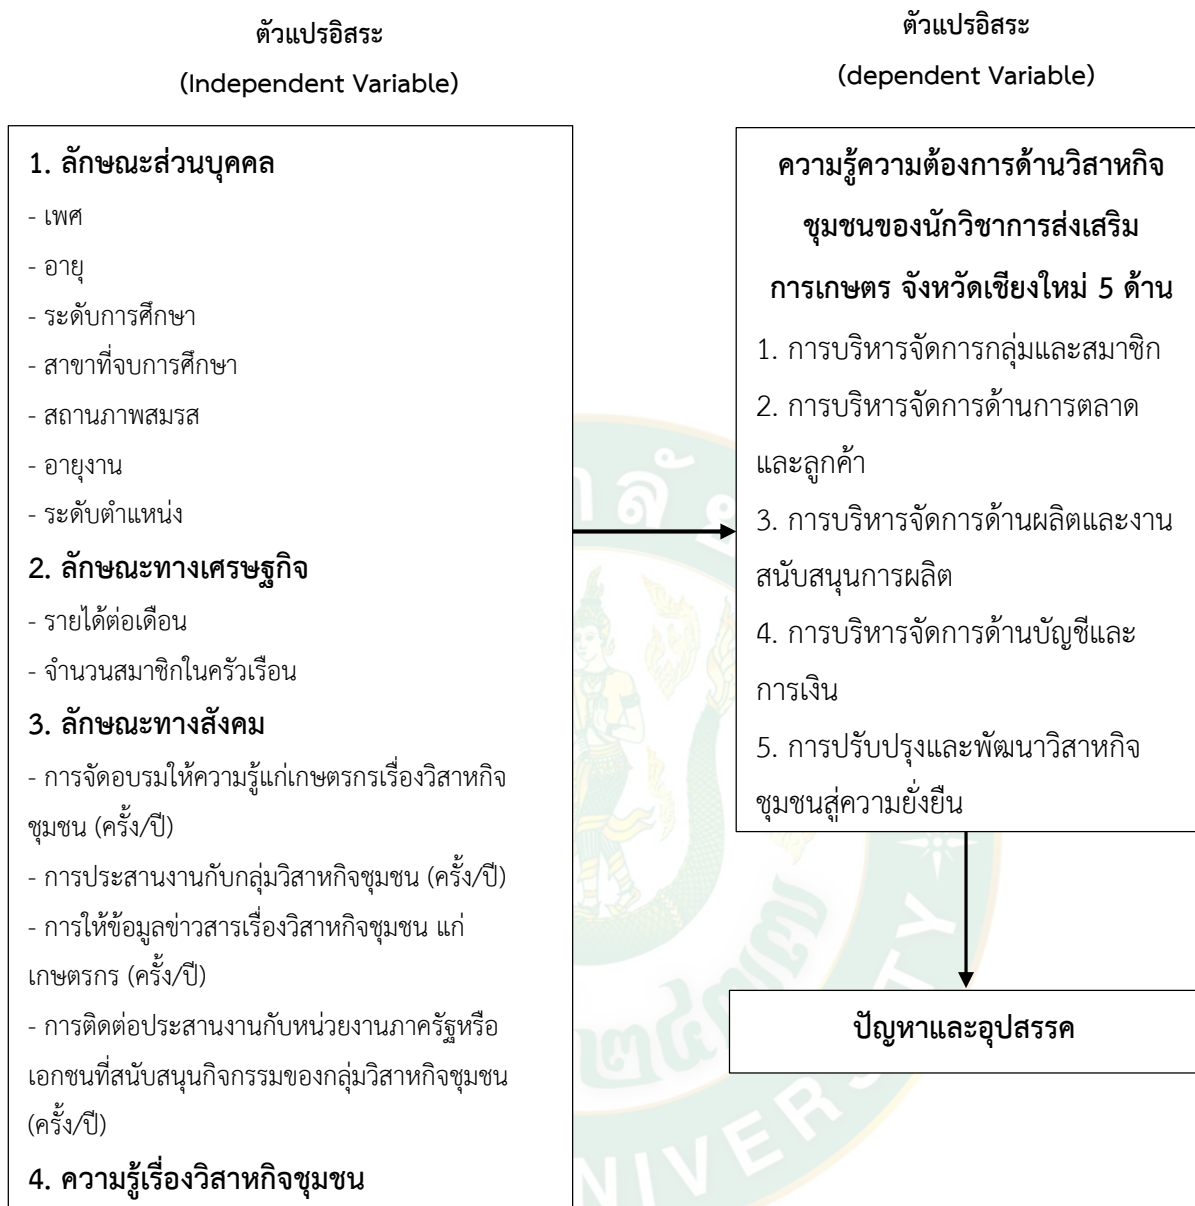 ตัวแปรอิสระ
(Independent Variable)
1. ลักษณะส่วนบุคคล
- เพศ
- อายุ
- ระดับการศึกษา
- สาขาที่จบการศึกษา
- สถานภาพสมรส
- อายุงาน
- ระดับตำแหน่ง
2. ลักษณะทางเศรษฐกิจ
- รายได้ต่อเดือน
- จำนวนสมาชิกในครัวเรือน
3. ลักษณะทางสังคม
- การจัดอบรมให้ความรู้แก่เกษตรกรเรื่องวิสาหกิจ
ชุมชน (ครั้ง/ปี)
- การประสานงานกับกลุ่มวิสาหกิจชุมชน (ครั้ง/ปี)
- การให้ข้อมูลข่าวสารเรื่องวิสาหกิจชุมชน แก่
เกษตรกร (ครั้ง/ปี)
- การติดต่อประสานงานกับหน่วยงานภาครัฐหรือ
เอกชนที่สนับสนุนกิจกรรมของกลุ่มวิสาหกิจชุมชน
(ครั้ง/ปี)
4. ความรู้เรื่องวิสาหกิจชุมชน
ตัวแปรอิสระ
(dependent Variable)
ความรู้ความต้องการด้านวิสาหกิจ
ชุมชนของนักวิชาการส่งเสริม
การเกษตร จังหวัดเชียงใหม่ 5 ด้าน
1. การบริหารจัดการกลุ่มและสมาชิก
2. การบริหารจัดการด้านการตลาด
และลูกค้า
3. การบริหารจัดการด้านผลิตและงาน
สนับสนุนการผลิต
4. การบริหารจัดการด้านบัญชีและ
การเงิน
5. การปรับปรุงและพัฒนาวิสาหกิจ
ชุมชนสู่ความยั่งยืน
ปัญหาและอุปสรรค